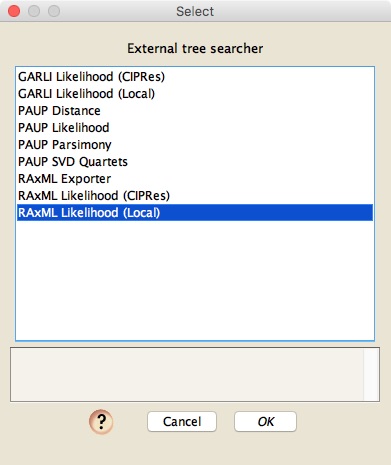 Select
External tree searcher
GARLI Likelihood (CIPRes)
GARLI Likelihood (Local)
PAUP Distance
PAUP Likelihood
PAUP Parsimony
PAUP SVD Quartets
RAxML Exporter
RAxML Likelihood (CIPRes)
RAxML Likelihood (Local)
? Cancel OK